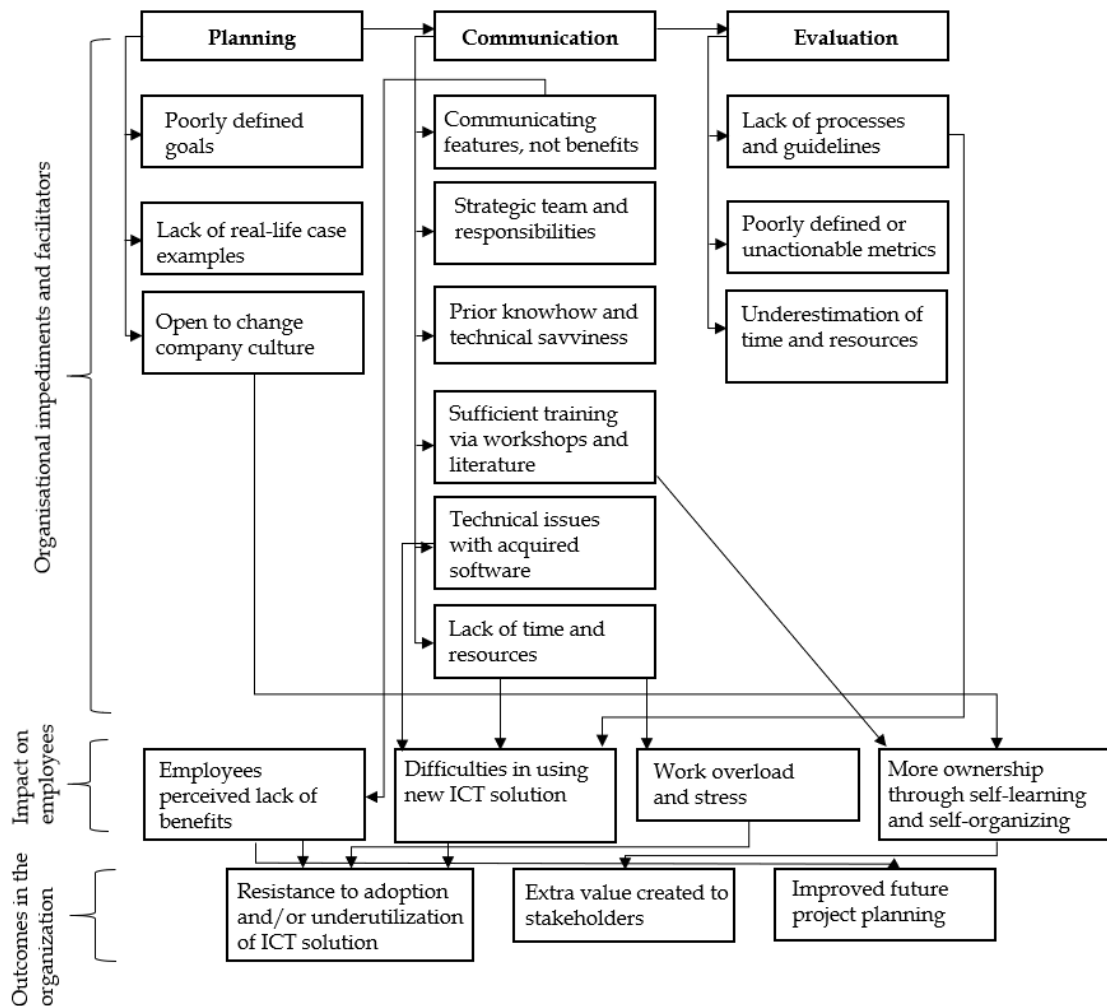 Planning
Communication
Evaluation
Organisational impediments and facilitators
Poorly defined
goals
Lack of real-life case
examples
Open to change
company culture
Communicating
features, not benefits
Strategic team and
responsibilities
Prior knowhow and
technical savviness
Sufficient training
via workshops and
literature
Technical issues
with acquired
software
Lack of time and
resources
Lack of processes
and guidelines
Poorly defined or
unactionable metrics
Underestimation of
time and resources
Impact on
employees
Employees
perceived lack of
benefits
Difficulties in using
new ICT solution
Work overload
and stress
More ownership
through self-learning
and self-organizing
Outcomes in the
organization
Resistance to adoption
and/or underutilization
of ICT solution
Extra value created to
stakeholders
Improved future
project planning